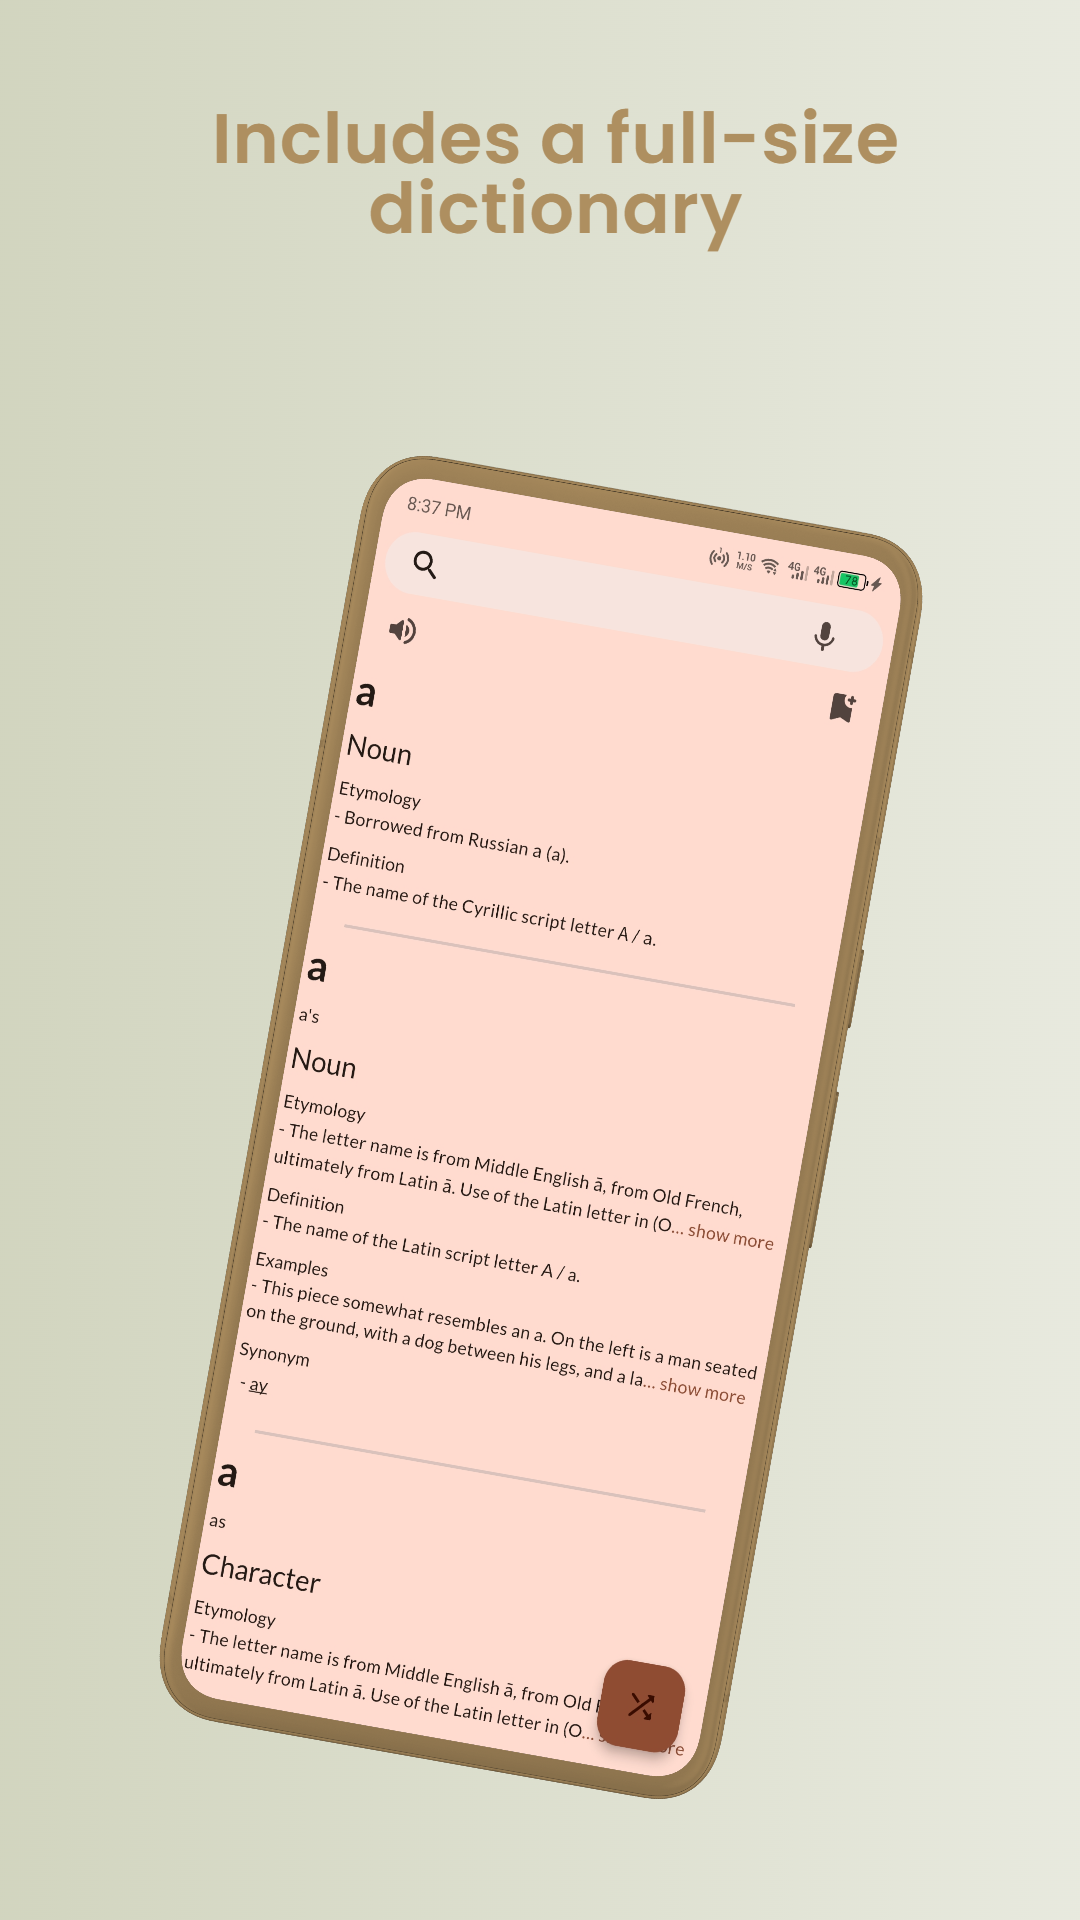 Includes a full-size
dictionary
8:37 PM
1.10
M/S
4G
4G
78
a
Noun
Etymology
- Borrowed from Russian а (a).
Definition
- The name of the Cyrillic script letter А / а.
a
a's
Noun
Etymology
- The letter name is from Middle English ā, from Old French,
ultimately from Latin ā. Use of the Latin letter in (O... show more
Definition
- The name of the Latin script letter A / a.
Examples
- This piece somewhat resembles an a. On the left is a man seated
on the ground, with a dog between his legs, and a la... show more
Synonym
- ay
a
as
Character
Etymology
- The letter name is from Middle English ā, from Old
ultimately from Latin ā. Use of the Latin letter in (O...